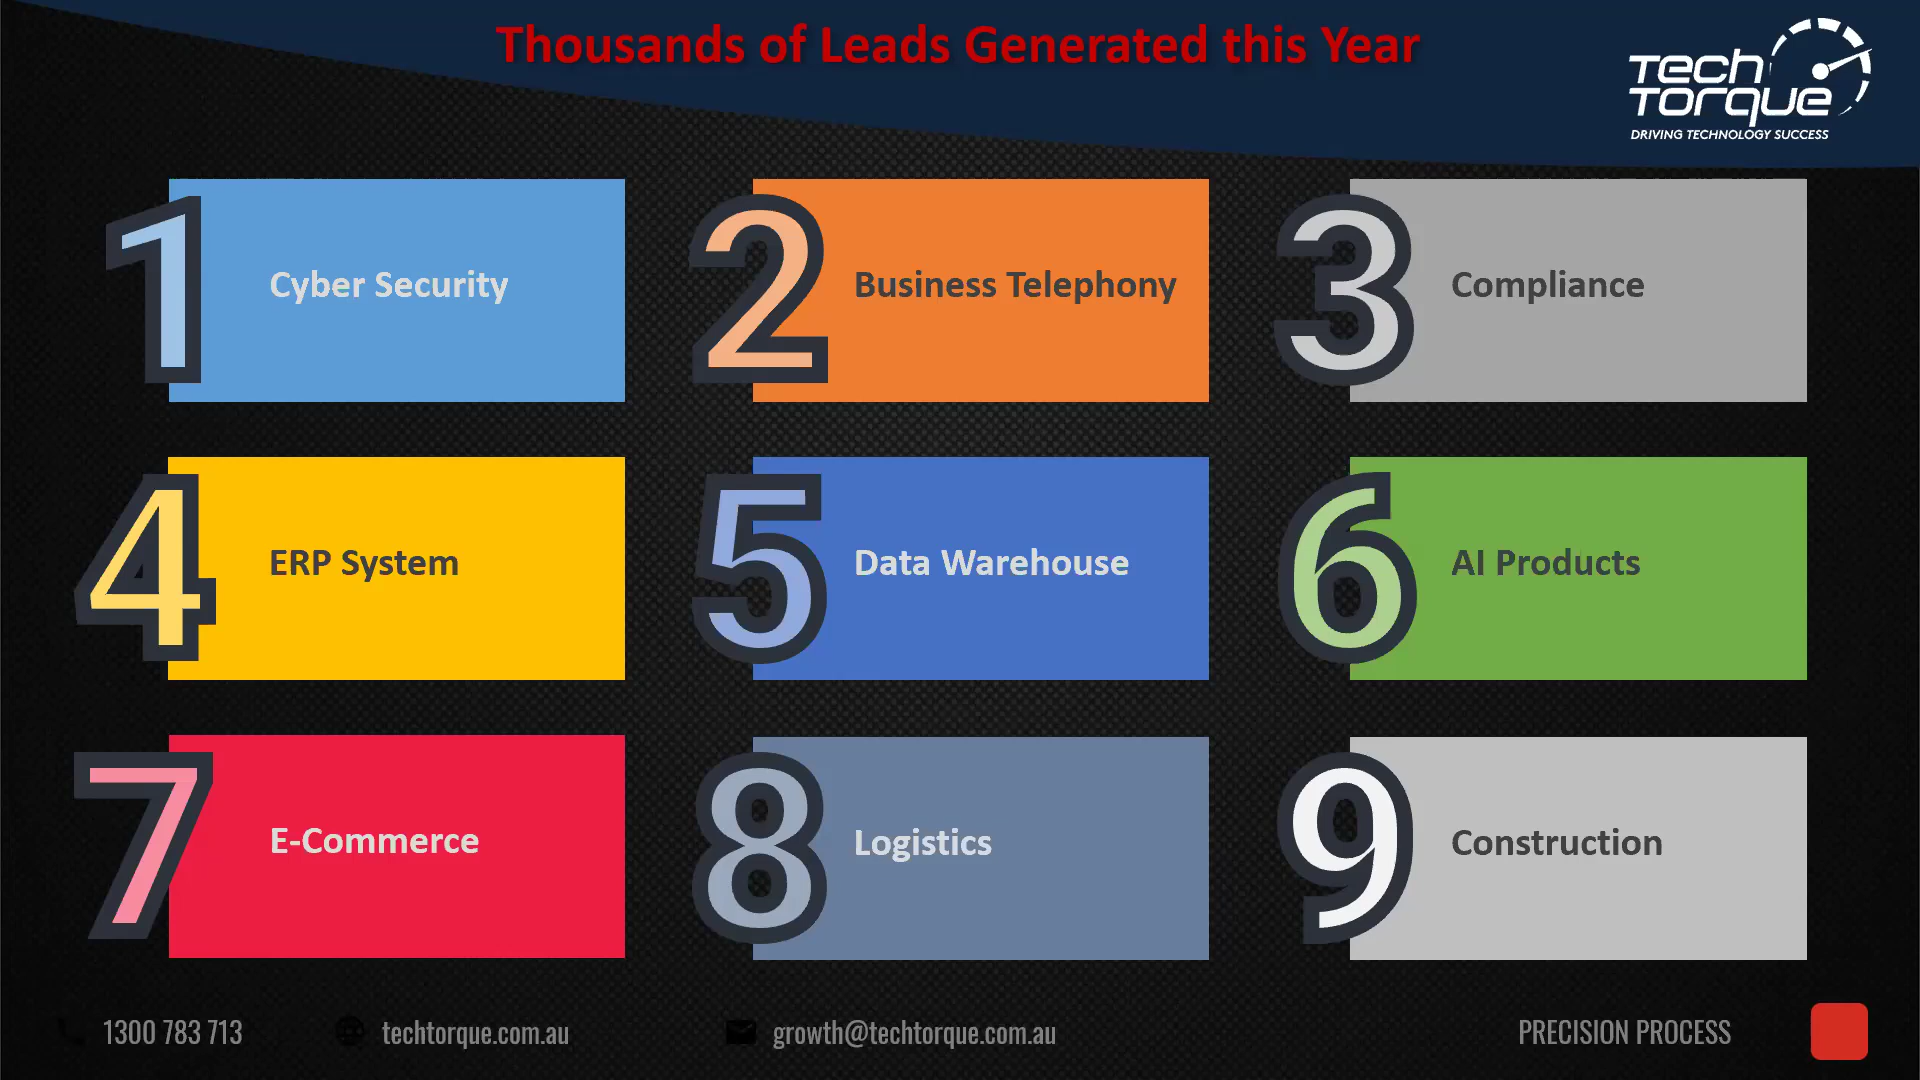 Thousands of Leads Generated this Year
Tech
Torque
DRIVING TECHNOLOGY SUCCESS
1
Cyber Security
2
Business Telephony
3
Compliance
4
ERP System
5
Data Warehouse
6
AI Products
7
E-Commerce
8
Logistics
9
Construction
1300 783 713
techtorque.com.au
growth@techtorque.com.au
PRECISION PROCESS